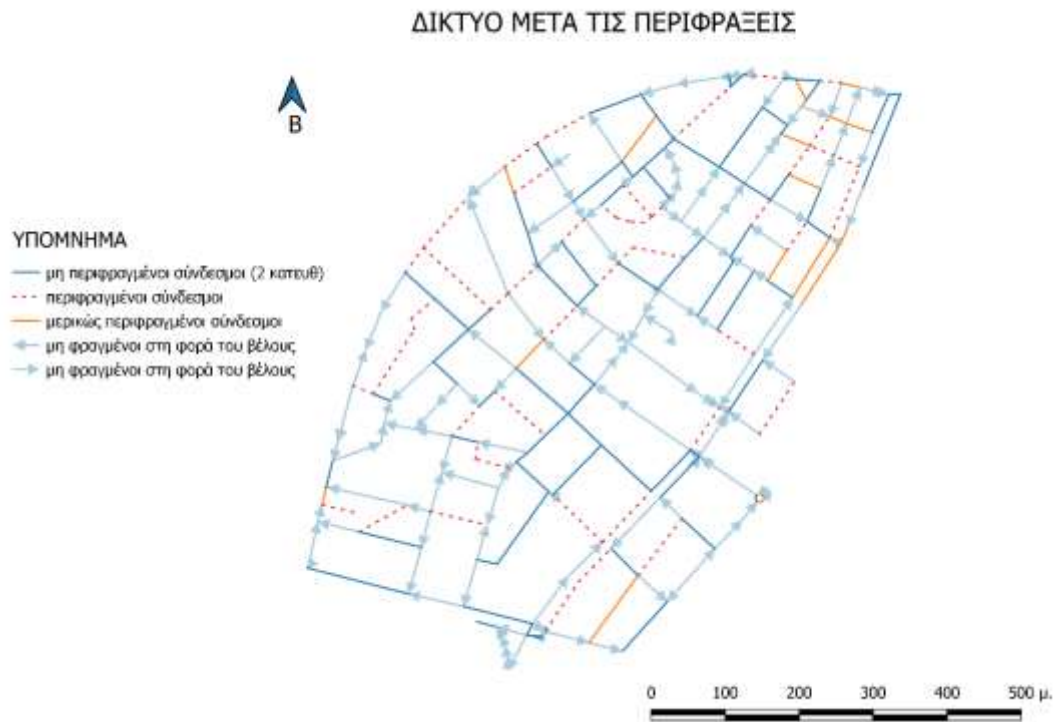 ΔΙΚΤΥΟ ΜΕΤΑ ΤΙΣ ΠΕΡΙΦΡΑΞΕΙΣ
Β
ΥΠΟΜΝΗΜΑ
μη περιφραγμένοι σύνδεσμοι (2 κατευθ)
περιφραγμένοι σύνδεσμοι
μερικώς περιφραγμένοι σύνδεσμοι
μη φραγμένοι στη φορά του βέλους
μη φραγμένοι στη φορά του βέλους
0 100 200 300 400 500 μ.